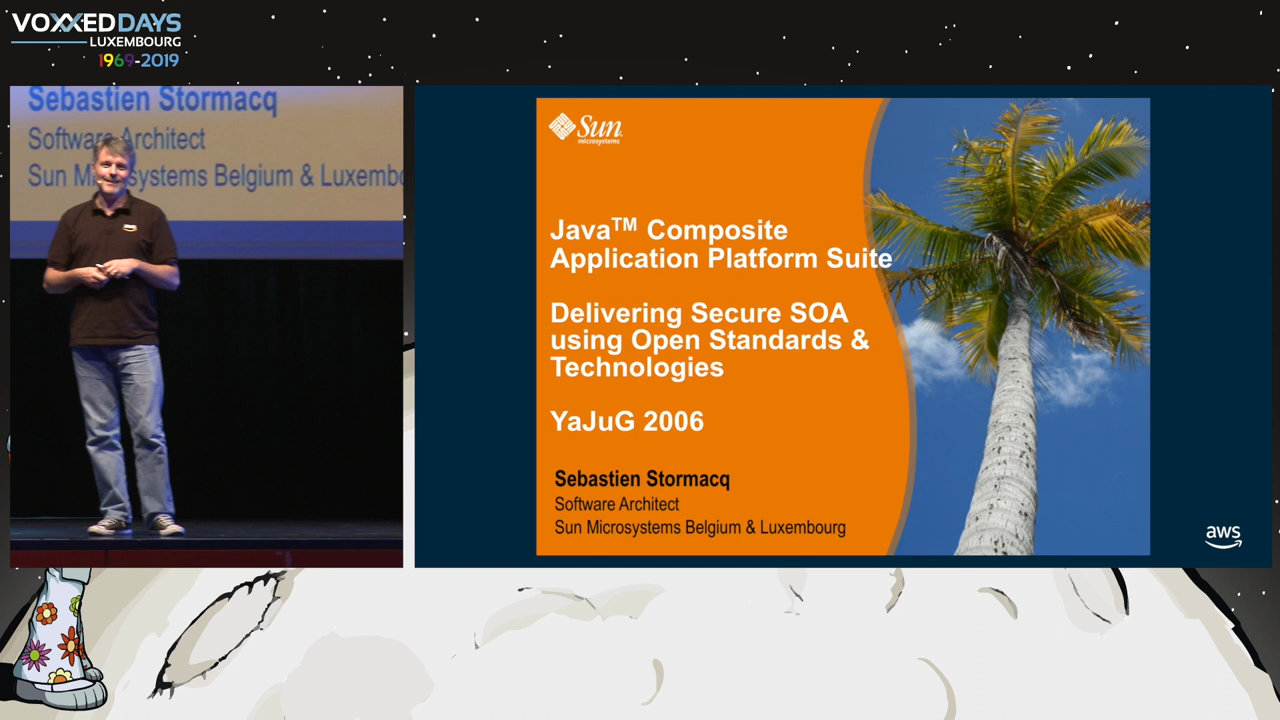 VOXXEDDAYS
LUXEMBOURG
1969-2019
Sebastien Stormacq
Software Architect
Sun Microsystems Belgium & Luxembo
Sun
microsystems
Java™ Composite
Application Platform Suite
Delivering Secure SOA
using Open Standards &
Technologies
YaJuG 2006
Sebastien Stormacq
Software Architect
Sun Microsystems Belgium & Luxembourg
aws